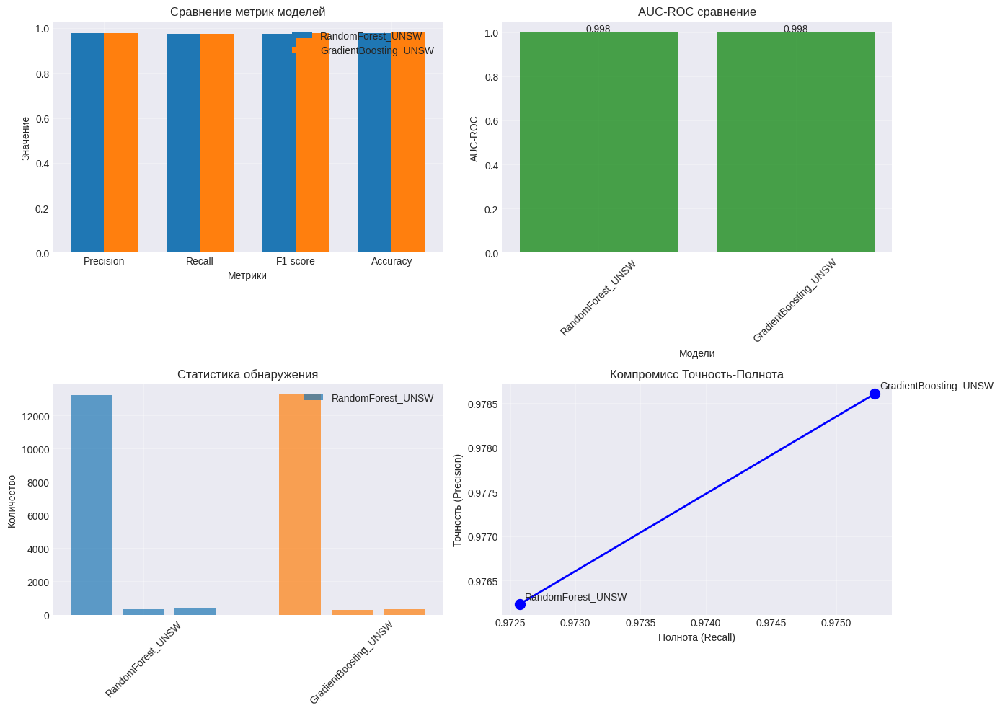 Сравнение метрик моделей
1.0
0.8
0.6
0.4
0.2
0.0
Значение
RandomForest_UNSW
GradientBoosting_UNSW
Precision Recall F1-score Accuracy
Метрики
AUC-ROC сравнение
1.0
0.8
0.6
0.4
0.2
0.0
AUC-ROC
0.998 0.998
RandomForest_UNSW GradientBoosting_UNSW
Модели
Статистика обнаружения
12000
10000
8000
6000
4000
2000
0
Количество
RandomForest_UNSW
RandomForest_UNSW GradientBoosting_UNSW
Компромисс Точность-Полнота
0.9785
0.9780
0.9775
0.9770
0.9765
Точность (Precision)
GradientBoosting_UNSW
RandomForest_UNSW
0.9725 0.9730 0.9735 0.9740 0.9745 0.9750
Полнота (Recall)